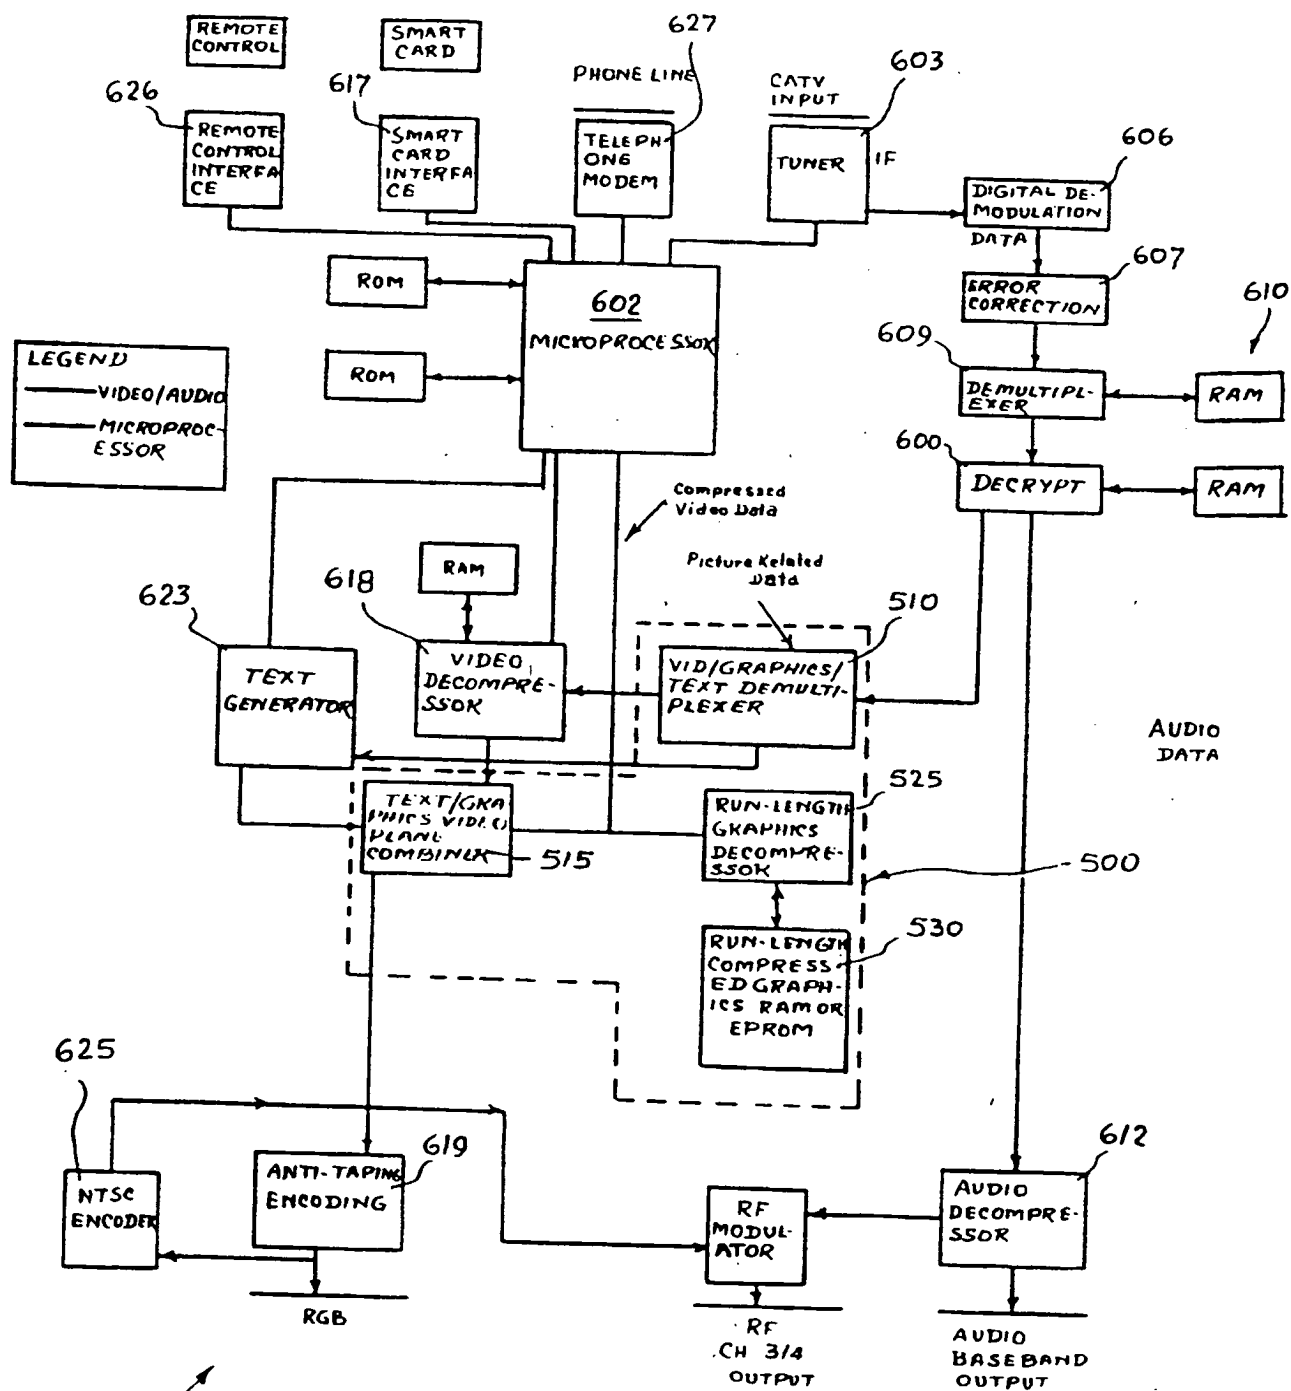 REMOTE
CONTROL
SMART
CARD
627
603
626
617
PHONE LINE
CATV
INPUT
606
REMOTE
CONTROL
INTERFA
CE
SMART
CARD
INTERFA
CE
TELEPH
ONG
MODEM
TUNER
IF
DIGITAL DE-
MODULATION
DATA
607
ERROR
CORRECTION
610
ROM
602
MICROPROCESSOR
ROM
609
DEMULTIPL-
EXER
RAM
LEGEND
VIDEO/AUDIO
MICROPROC-
ESSOR
600
DECRYPT
RAM
Compressed
Video Data
Picture Related
Data
RAM
618
623
510
TEXT
GENERATOR
VIDEO
DECOMPRE-
SSOR
VID/GRAPHICS/
TEXT DEMULTI-
PLEXER
AUDIO
DATA
525
TEXT/GRA
PHICS VIDEO
PLANE
COMBINER
515
RUN-LENGTH
GRAPHICS
DECOMPRE-
SSOR
500
530
RUN-LENGTH
COMPRESS
ED GRAPH-
ICS RAM OR
EPROM
625
619
612
NTSC
ENCODER
ANTI-TAPING
ENCODING
RF
MODUL-
ATOR
AUDIO
DECOMPRE-
SSOR
RGB
RF
CH 3/4
OUTPUT
AUDIO
BASEBAND
OUTPUT